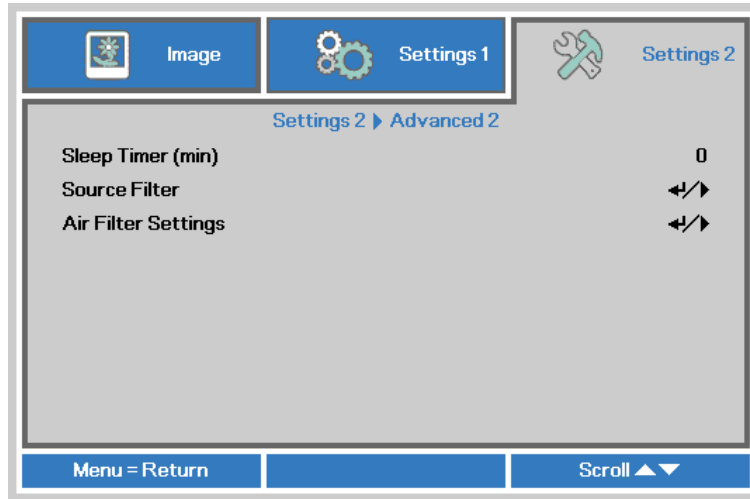 Image
Settings 1
Settings 2
Settings 2 ▶ Advanced 2
Sleep Timer (min) 0
Source Filter ↵/▶
Air Filter Settings ↵/▶
Menu = Return
Scroll ▲▼